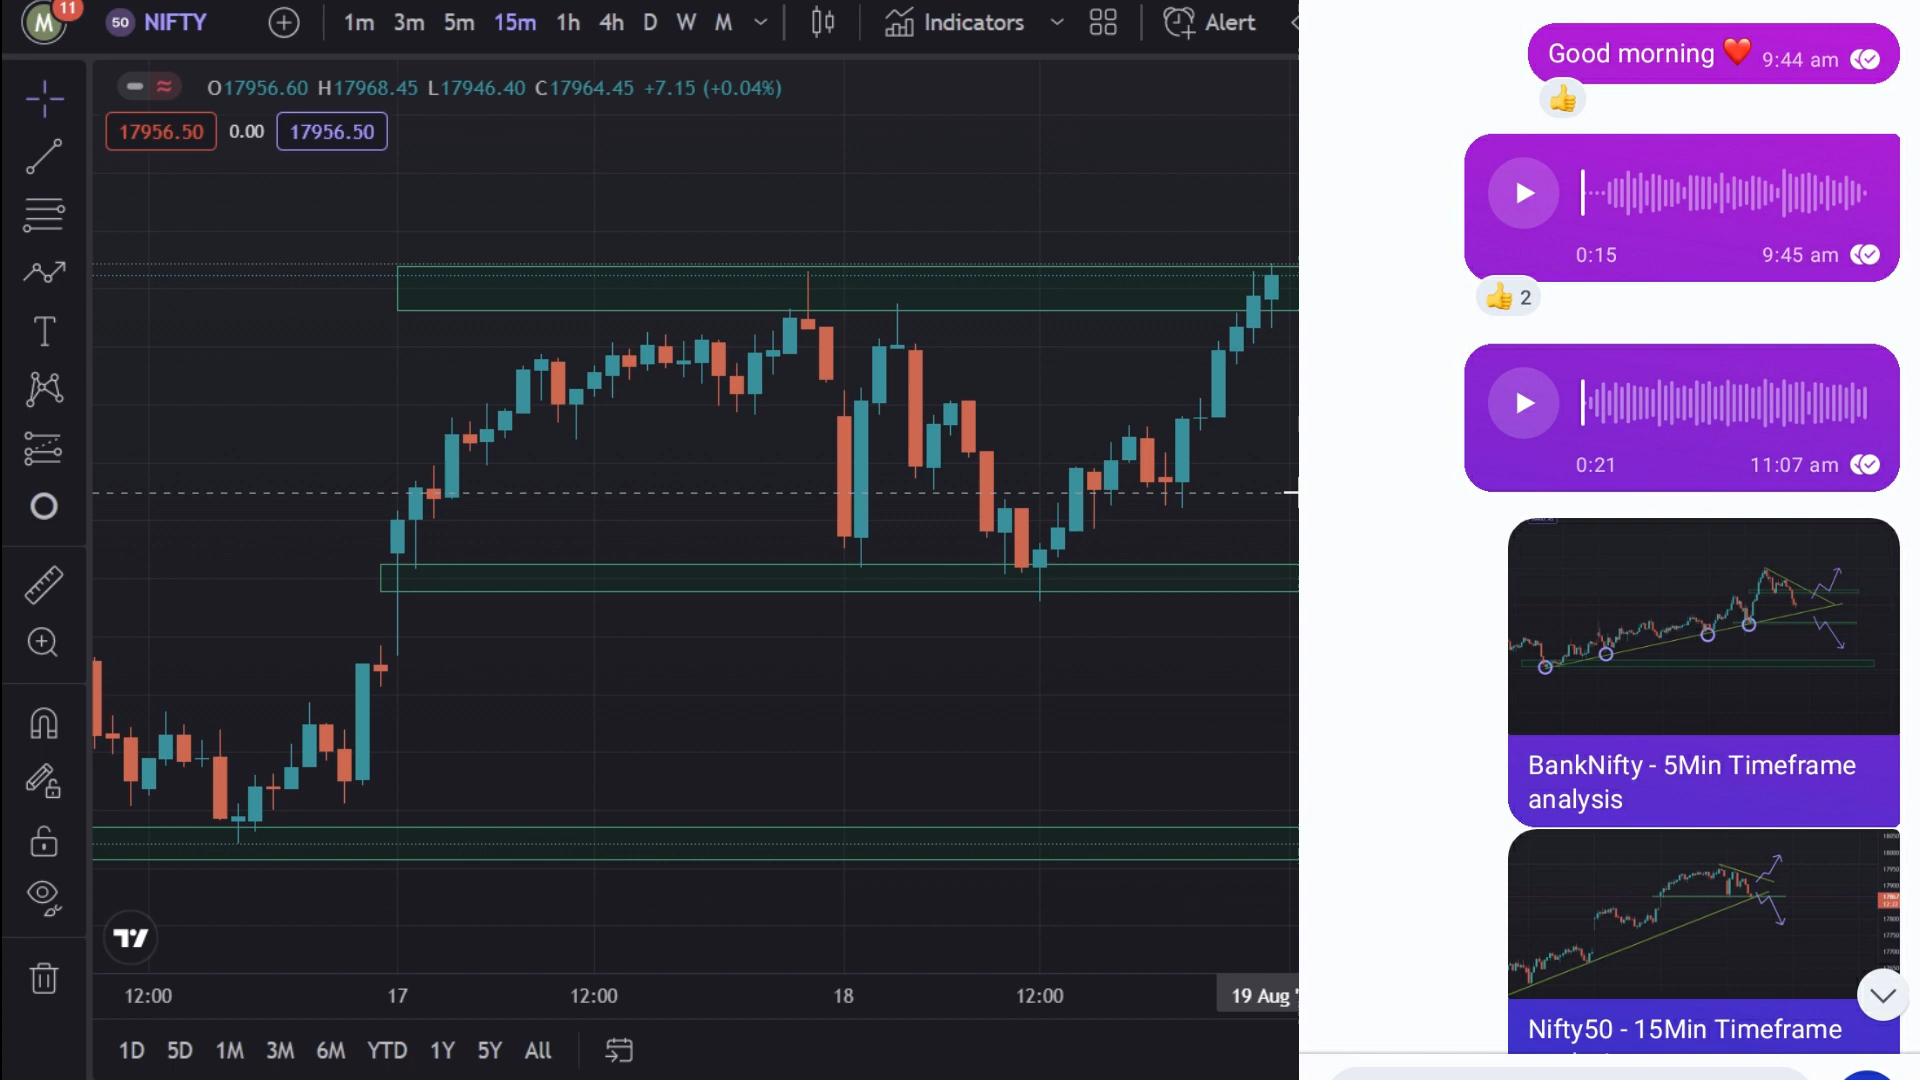 M
11
50 NIFTY
1m 3m 5m 15m 1h 4h D W M
Indicators
Alert
O17956.60 H17968.45 L17946.40 C17964.45 +7.15 (+0.04%)
17956.50 0.00 17956.50
12:00 17 12:00 18 12:00 19 Aug '
1D 5D 1M 3M 6M YTD 1Y 5Y All
Good morning ❤️ 9:44 am
👍
0:15 9:45 am
👍 2
0:21 11:07 am
BankNifty - 5Min Timeframe
analysis
Nifty50 - 15Min Timeframe